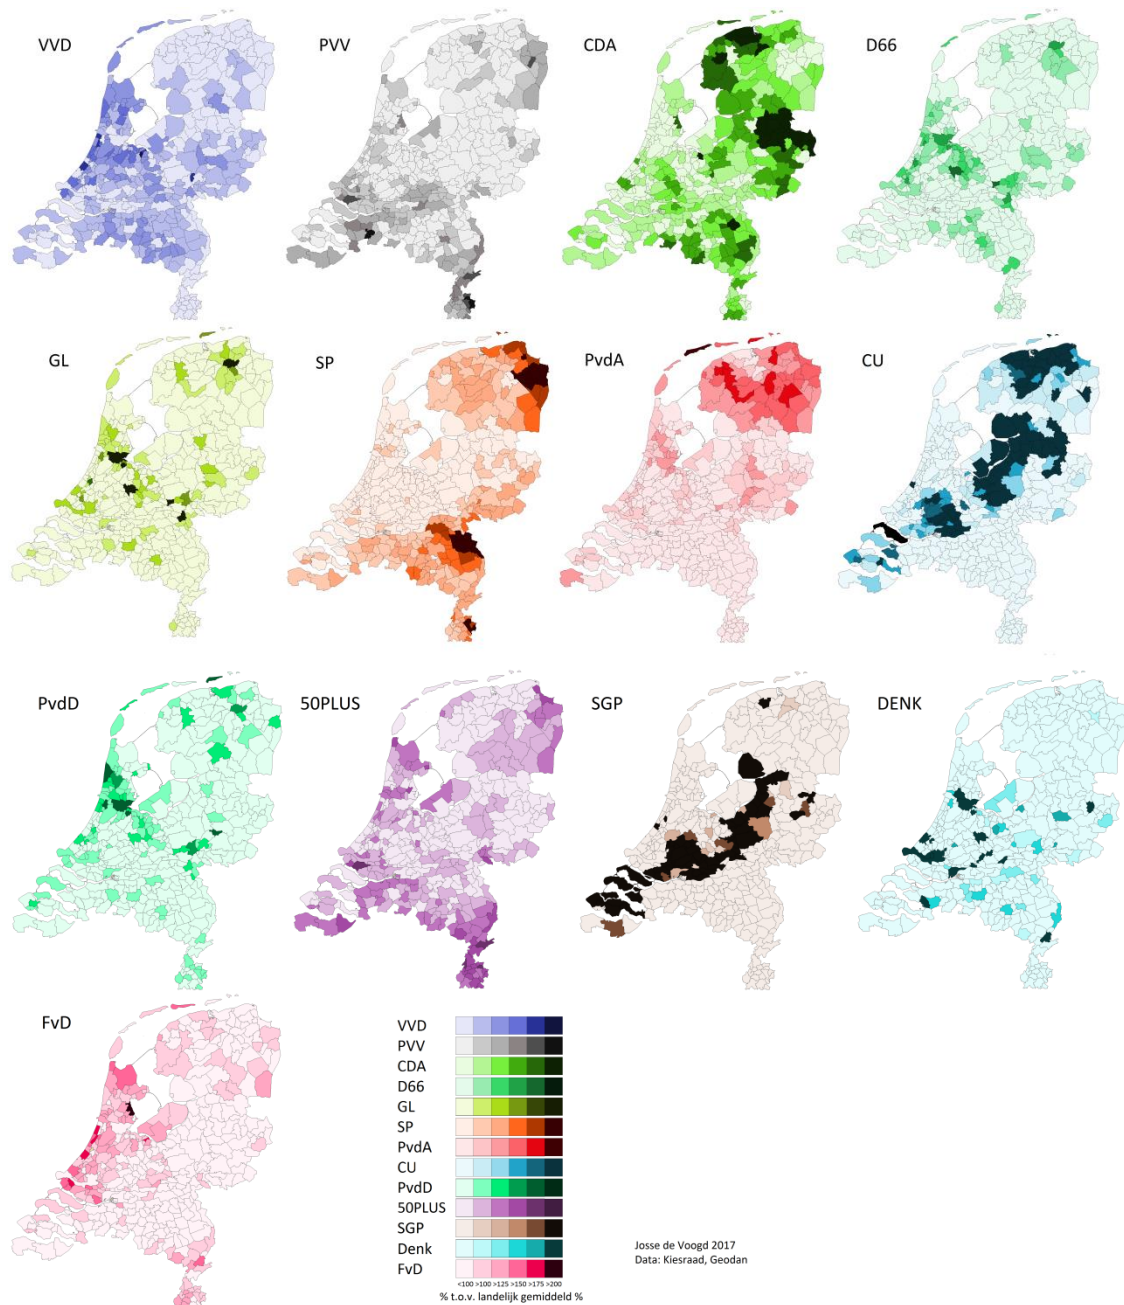 VVD
PVV
CDA
D66
GL
SP
PvdA
CU
PvdD
50PLUS
SGP
DENK
FvD
VVD
PVV
CDA
D66
GL
SP
PvdA
CU
PvdD
50PLUS
SGP
Denk
FvD
<100 >100 >125 >150 >175 >200
% t.o.v. landelijk gemiddeld %
Josse de Voogd 2017
Data: Kiesraad, Geodan